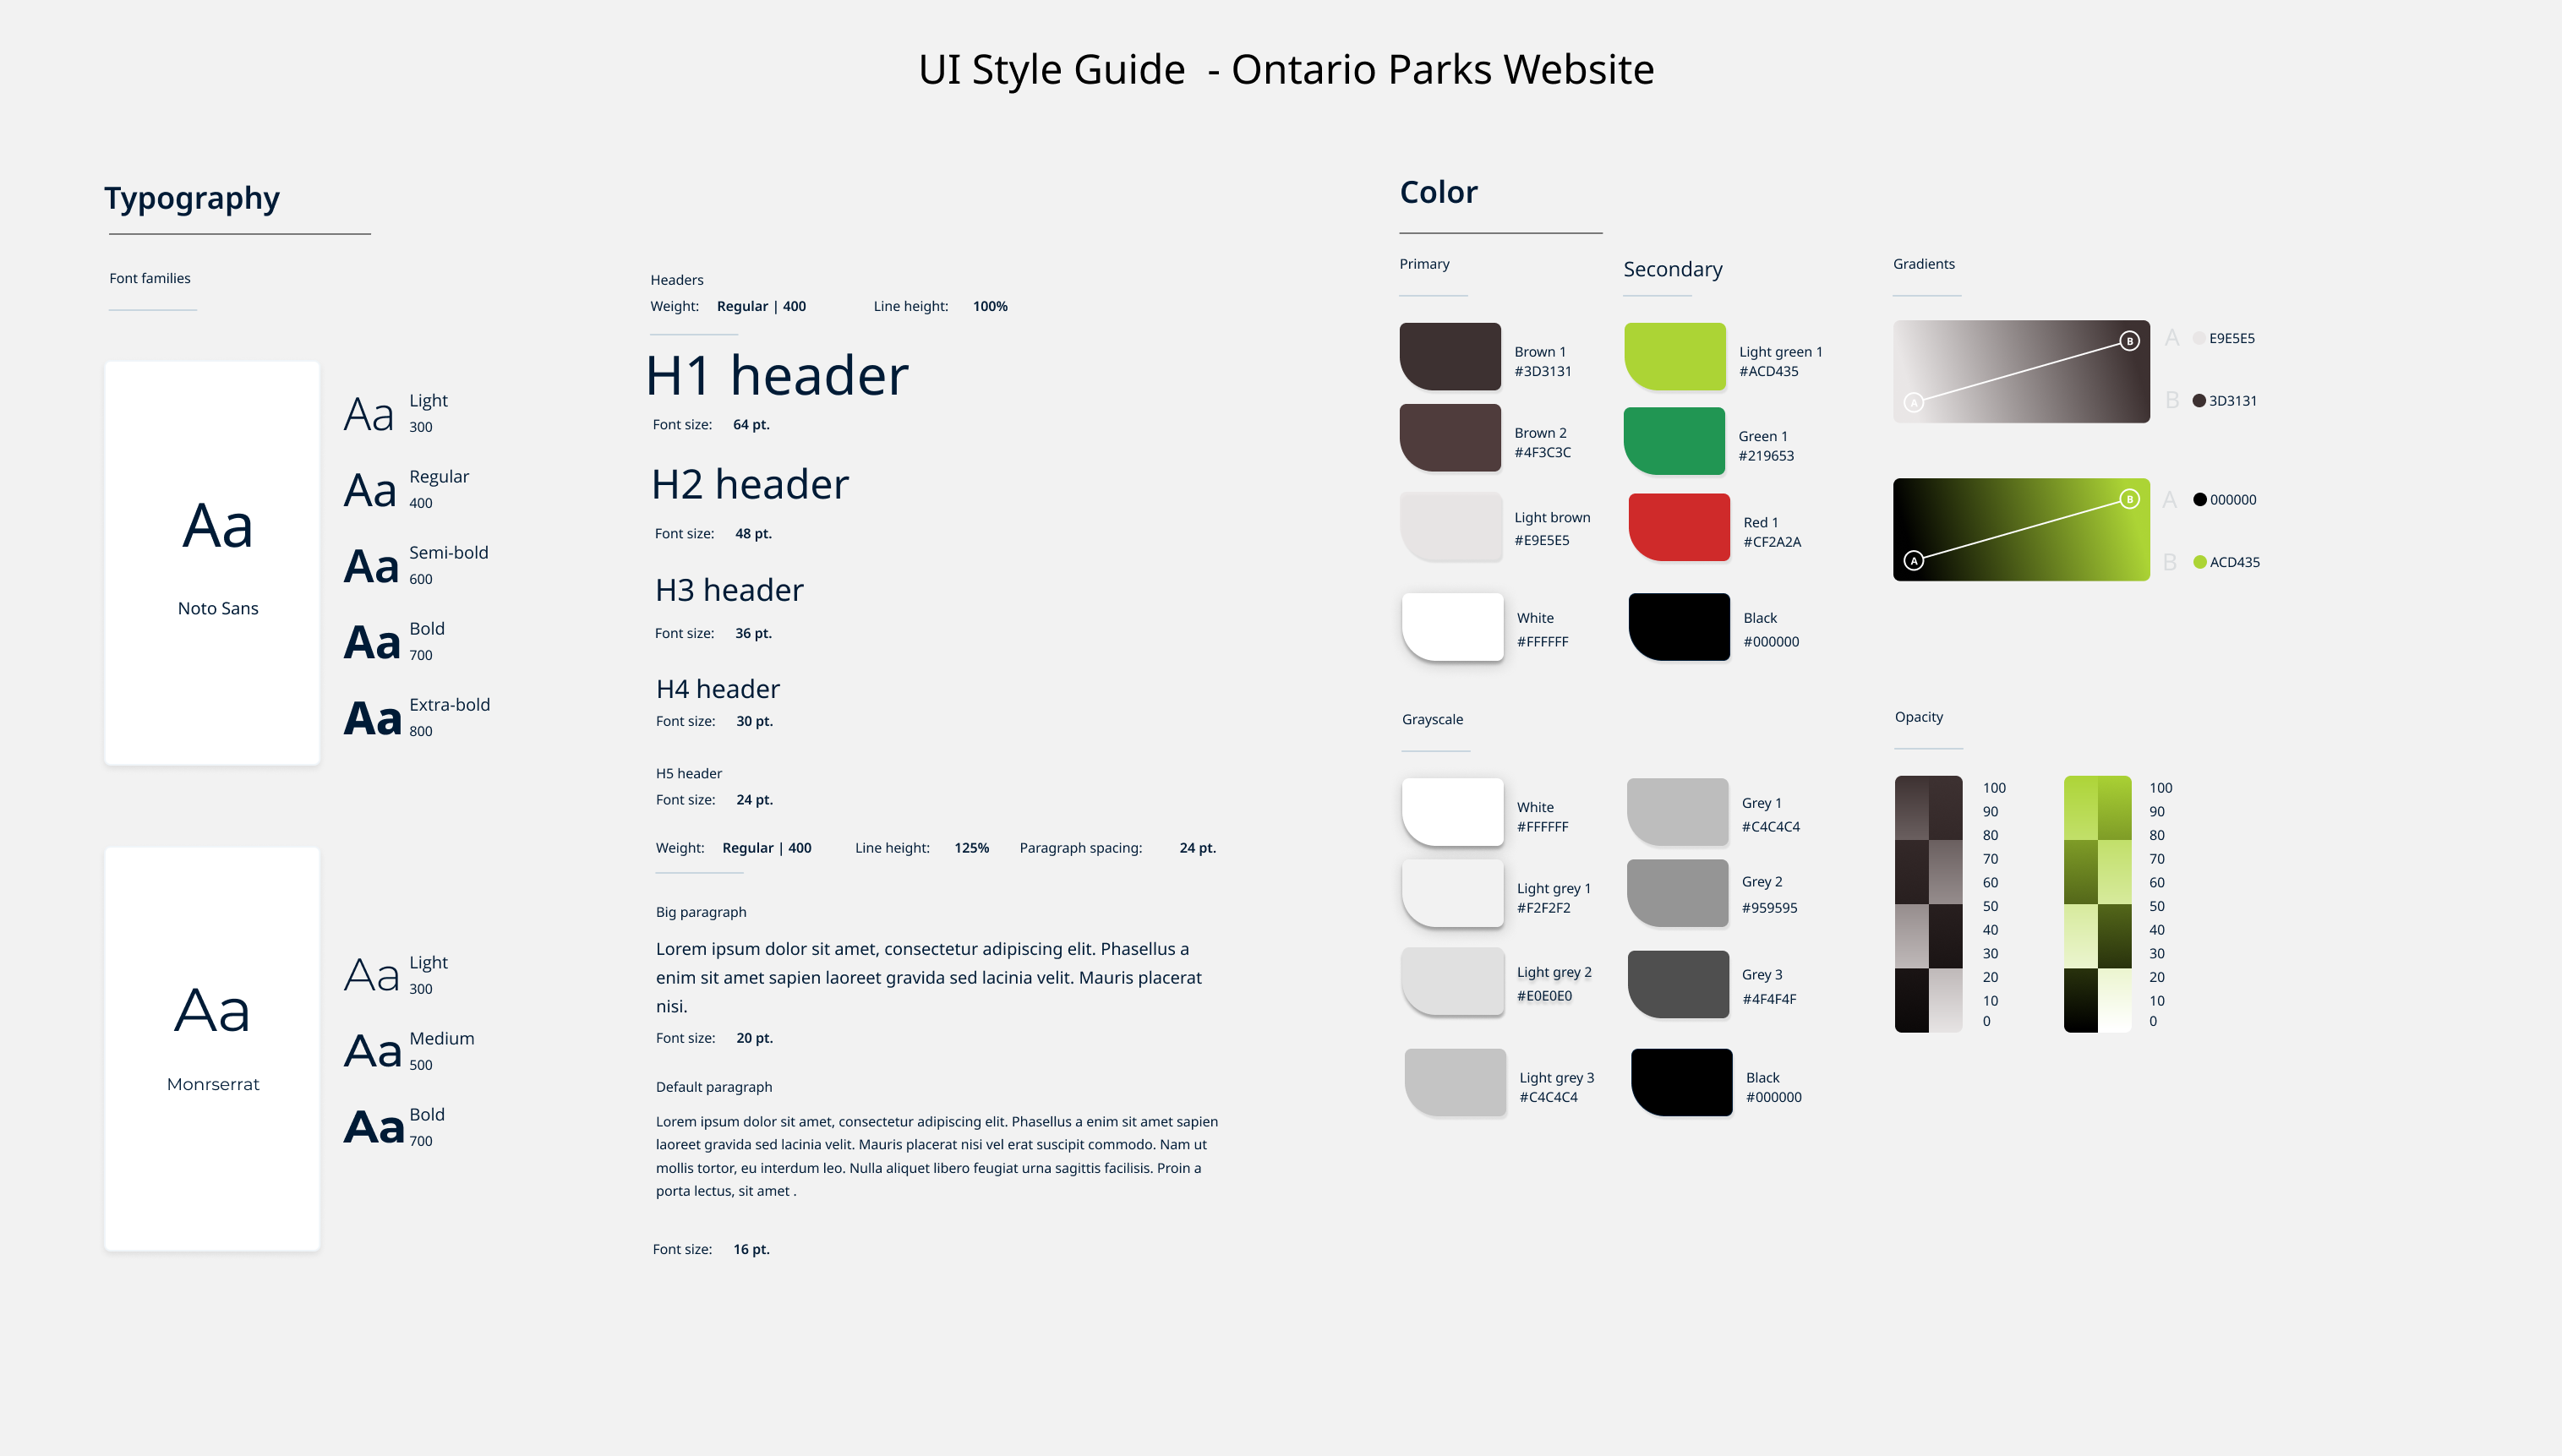 UI Style Guide - Ontario Parks Website
Typography
Font families
Aa
Noto Sans
Aa Light
300
Aa Regular
400
Aa Semi-bold
600
Aa Bold
700
Aa Extra-bold
800
Aa
Monrserrat
Aa Light
300
Aa Medium
500
Aa Bold
700
Headers
Weight: Regular | 400 Line height: 100%
H1 header
Font size: 64 pt.
H2 header
Font size: 48 pt.
H3 header
Font size: 36 pt.
H4 header
Font size: 30 pt.
H5 header
Font size: 24 pt.
Weight: Regular | 400 Line height: 125% Paragraph spacing: 24 pt.
Big paragraph
Lorem ipsum dolor sit amet, consectetur adipiscing elit. Phasellus a
enim sit amet sapien laoreet gravida sed lacinia velit. Mauris placerat
nisi.
Font size: 20 pt.
Default paragraph
Lorem ipsum dolor sit amet, consectetur adipiscing elit. Phasellus a enim sit amet sapien
laoreet gravida sed lacinia velit. Mauris placerat nisi vel erat suscipit commodo. Nam ut
mollis tortor, eu interdum leo. Nulla aliquet libero feugiat urna sagittis facilisis. Proin a
porta lectus, sit amet .
Font size: 16 pt.
Color
Primary
Brown 1
#3D3131
Brown 2
#4F3C3C
Light brown
#E9E5E5
White
#FFFFFF
Secondary
Light green 1
#ACD435
Green 1
#219653
Red 1
#CF2A2A
Black
#000000
Gradients
B
A
A E9E5E5
B 3D3131
B
A
A 000000
B ACD435
Grayscale
White
#FFFFFF
Light grey 1
#F2F2F2
Light grey 2
#E0E0E0
Light grey 3
#C4C4C4
Grey 1
#C4C4C4
Grey 2
#959595
Grey 3
#4F4F4F
Black
#000000
Opacity
100
90
80
70
60
50
40
30
20
10
0
100
90
80
70
60
50
40
30
20
10
0